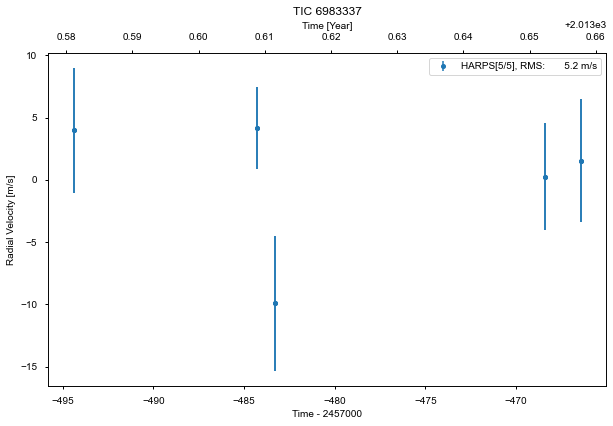 TIC 6983337
Time [Year]
+2.013e3
0.58 0.59 0.60 0.61 0.62 0.63 0.64 0.65 0.66
HARPS[5/5], RMS: 5.2 m/s
10
5
0
−5
−10
−15
Radial Velocity [m/s]
−495 −490 −485 −480 −475 −470
Time - 2457000